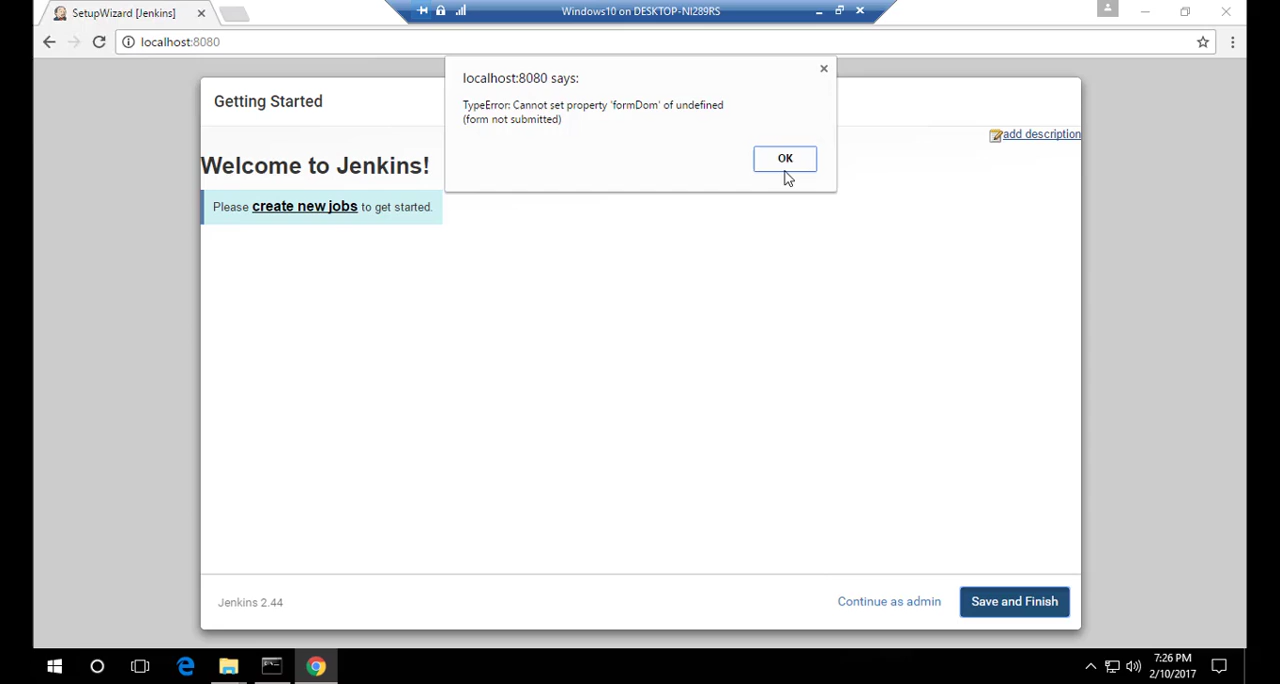 SetupWizard [Jenkins]
Windows10 on DESKTOP-NI289RS
localhost:8080
localhost:8080 says:
TypeError: Cannot set property 'formDom' of undefined
(form not submitted)
OK
Getting Started
add description
Welcome to Jenkins!
Please create new jobs to get started.
Jenkins 2.44
Continue as admin
Save and Finish
7:26 PM
2/10/2017